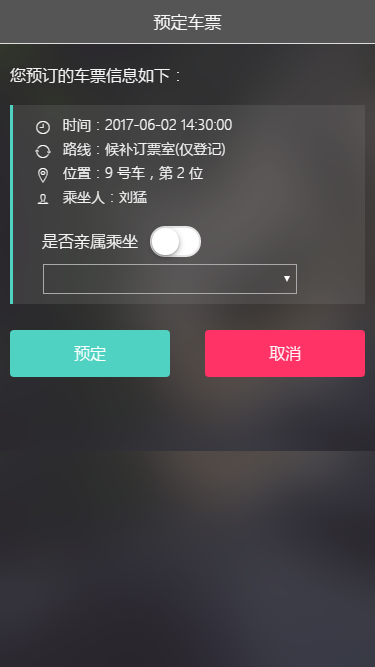 预定车票
您预订的车票信息如下：
时间：2017-06-02 14:30:00
路线：候补订票室(仅登记)
位置：9 号车，第 2 位
乘坐人：刘猛
是否亲属乘坐
预定
取消